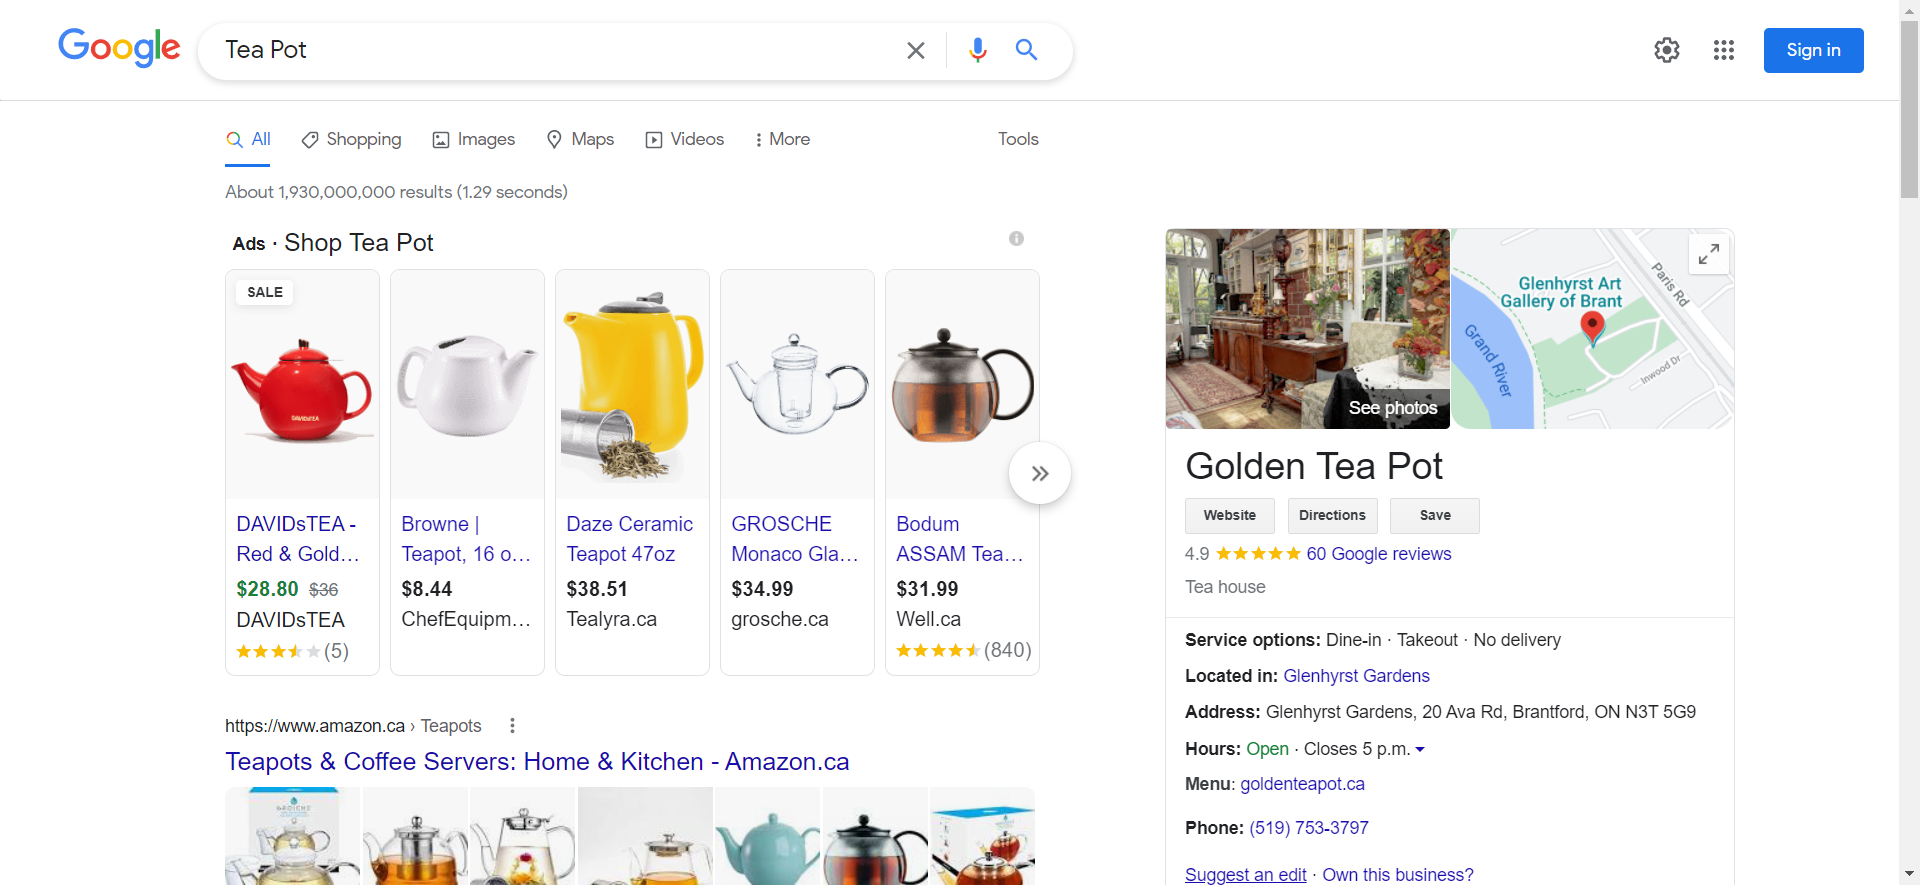 Google
Tea Pot
Sign in
All
Shopping
Images
Maps
Videos
More
Tools
About 1,930,000,000 results (1.29 seconds)
Ads · Shop Tea Pot
SALE
DAVIDsTEA
DAVIDsTEA -
Red & Gold...
$28.80 $36
DAVIDsTEA
(5)
Browne |
Teapot, 16 o...
$8.44
ChefEquipm...
Daze Ceramic
Teapot 47oz
$38.51
Tealyra.ca
GROSCHE
Monaco Gla...
$34.99
grosche.ca
Bodum
ASSAM Tea...
$31.99
Well.ca
(840)
https://www.amazon.ca › Teapots
Teapots & Coffee Servers: Home & Kitchen - Amazon.ca
GROSCHE
See photos
Glenhyrst Art
Gallery of Brant
Paris Rd
Grand River
Inwood Dr
Golden Tea Pot
Website
Directions
Save
4.9 60 Google reviews
Tea house
Service options: Dine-in · Takeout · No delivery
Located in: Glenhyrst Gardens
Address: Glenhyrst Gardens, 20 Ava Rd, Brantford, ON N3T 5G9
Hours: Open · Closes 5 p.m.
Menu: goldenteapot.ca
Phone: (519) 753-3797
Suggest an edit · Own this business?